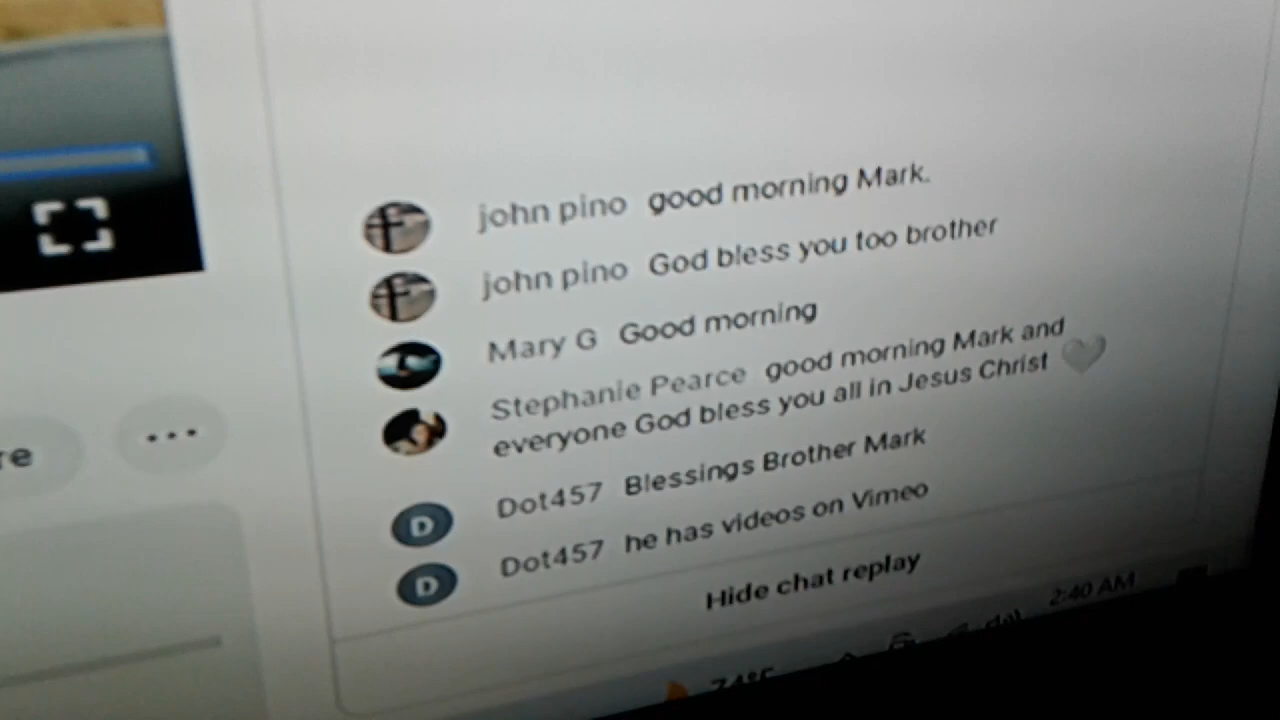 john pino good morning Mark.
john pino God bless you too brother
Mary G Good morning
Stephanie Pearce good morning Mark and
everyone God bless you all in Jesus Christ 🤍
D Dot457 Blessings Brother Mark
D Dot457 he has videos on Vimeo
re
Hide chat replay
74°F
2:40 AM